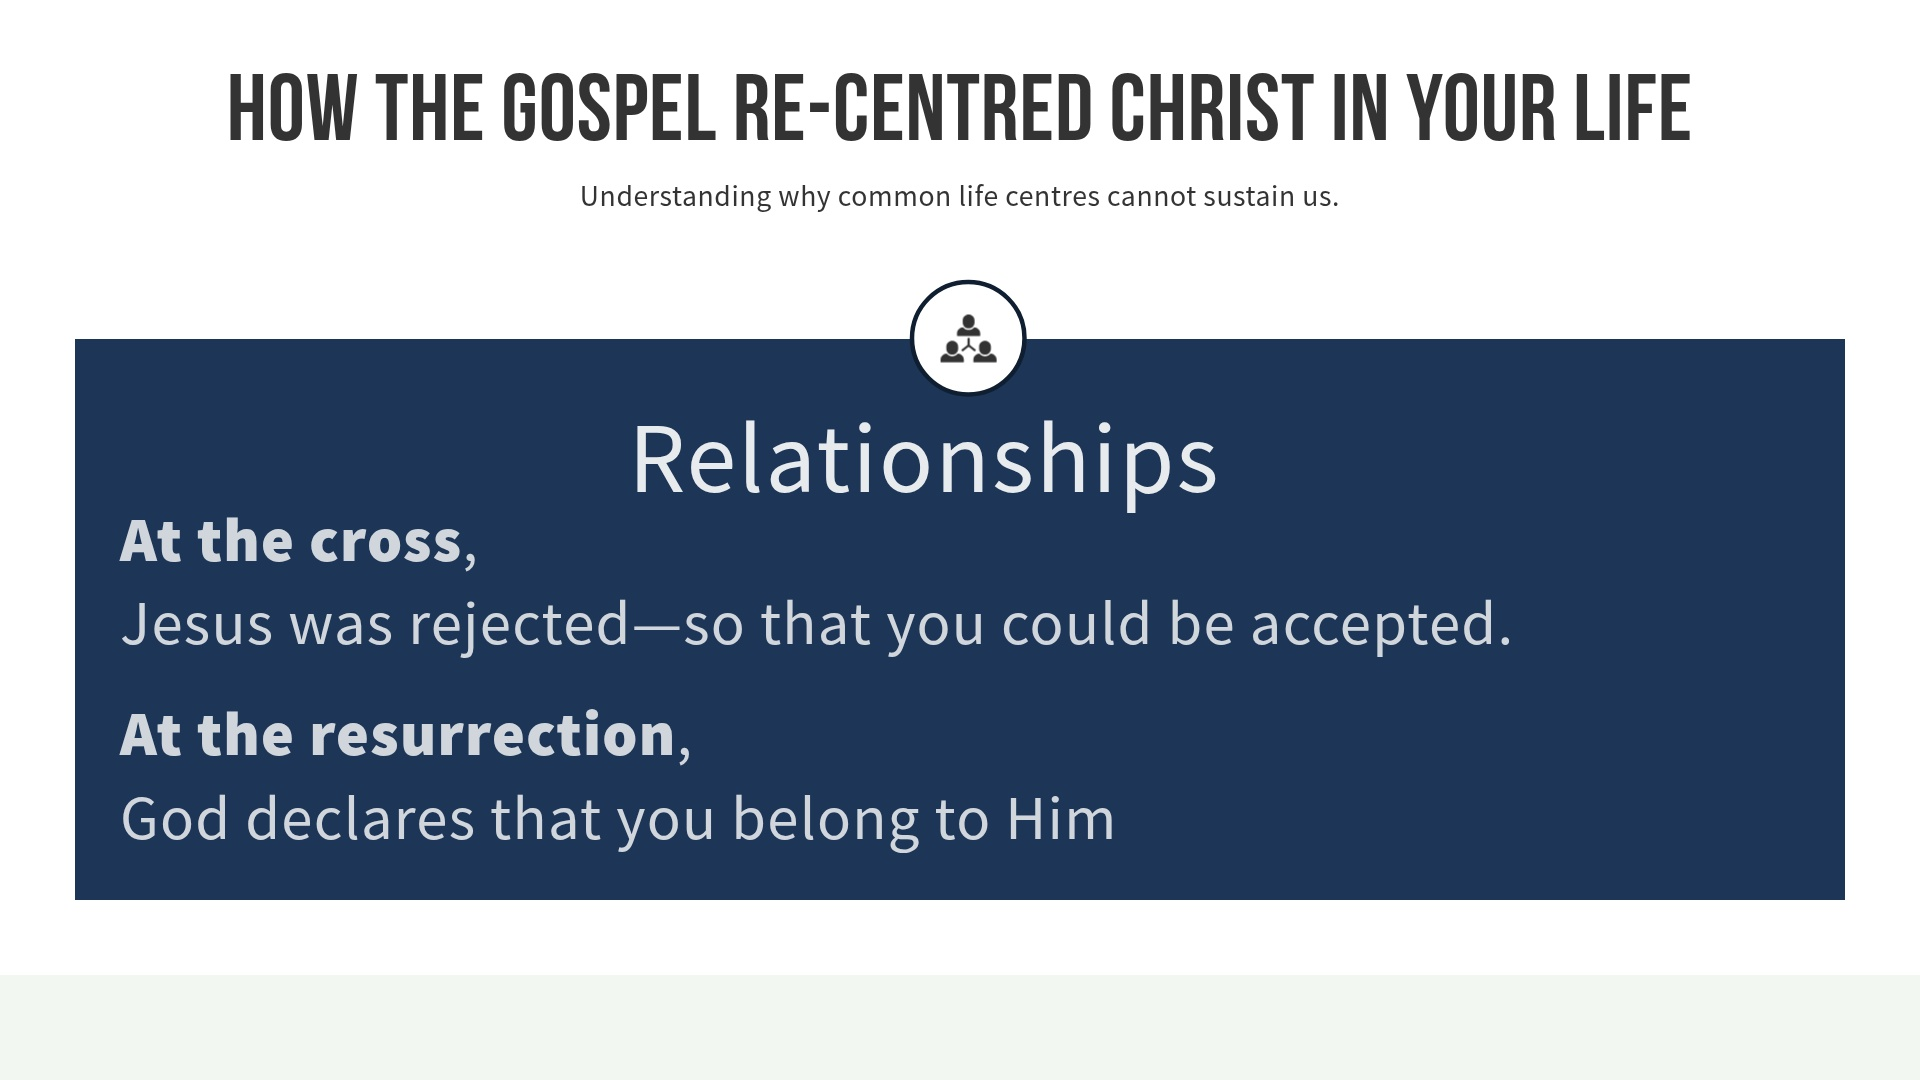 HOW THE GOSPEL RE-CENTRED CHRIST IN YOUR LIFE
Understanding why common life centres cannot sustain us.
Relationships
At the cross,
Jesus was rejected—so that you could be accepted.
At the resurrection,
God declares that you belong to Him